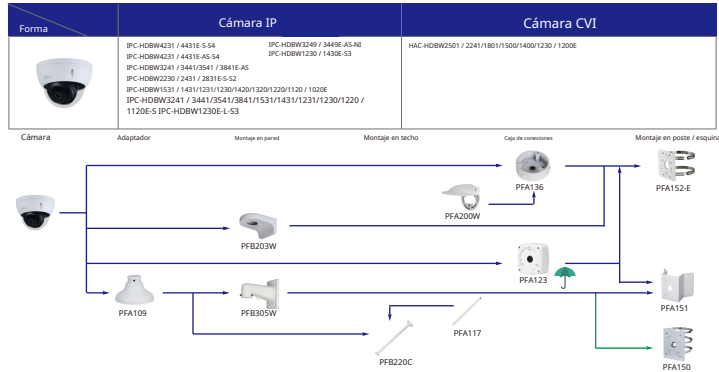 Forma
Cámara IP
Cámara CVI
IPC-HDBW4231 / 4431E-S-S4
IPC-HDBW4231 / 4431E-AS-S4
IPC-HDBW3241 / 3441/3541 / 3841E-AS
IPC-HDBW2230 / 2431 / 2831E-S-S2
IPC-HDBW1531 / 1431/1231/1230/1420/1320/1220/1120 / 1020E
IPC-HDBW3241 / 3441/3541/3841/1531/1431/1231/1230/1220 /
1120E-S IPC-HDBW1230E-L-S3
IPC-HDBW3249 / 3449E-AS-NI
IPC-HDBW1230 / 1430E-S3
HAC-HDBW2501 / 2241/1801/1500/1400/1230 / 1200E
Cámara
Adaptador
Montaje en pared
Montaje en techo
Caja de conexiones
Montaje en poste / esquina
PFA136
PFA152-E
PFA200W
PFB203W
PFA123
PFA109
PFB305W
PFA151
PFA117
PFB220C
PFA150